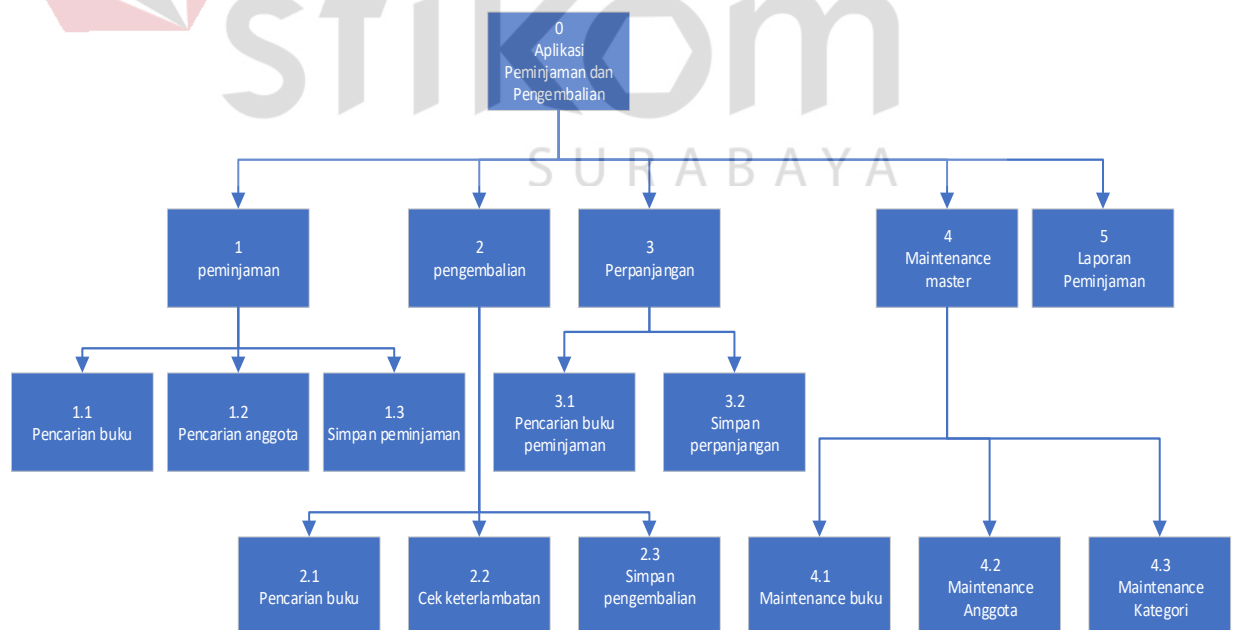 stikom
SURABAYA
0
Aplikasi
Peminjaman dan
Pengembalian
1
peminjaman
2
pengembalian
3
Perpanjangan
4
Maintenance
master
5
Laporan
Peminjaman
1.1
Pencarian buku
1.2
Pencarian anggota
1.3
Simpan peminjaman
3.1
Pencarian buku
peminjaman
3.2
Simpan
perpanjangan
2.1
Pencarian buku
2.2
Cek keterlambatan
2.3
Simpan
pengembalian
4.1
Maintenance buku
4.2
Maintenance
Anggota
4.3
Maintenance
Kategori